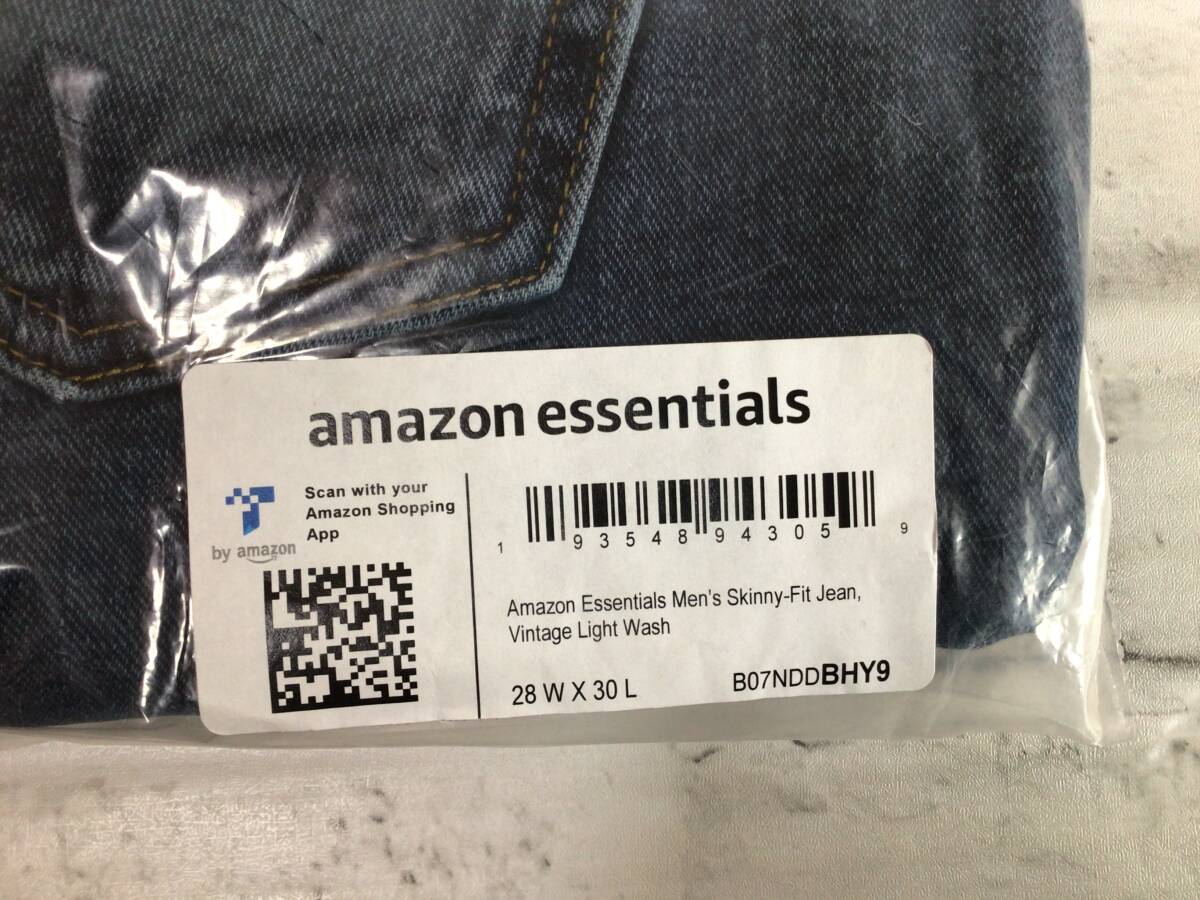 amazon essentials
Scan with your
Amazon Shopping
App
by amazon
1 93548 94305 9
Amazon Essentials Men's Skinny-Fit Jean,
Vintage Light Wash
28 W X 30 L
B07NDDBHY9